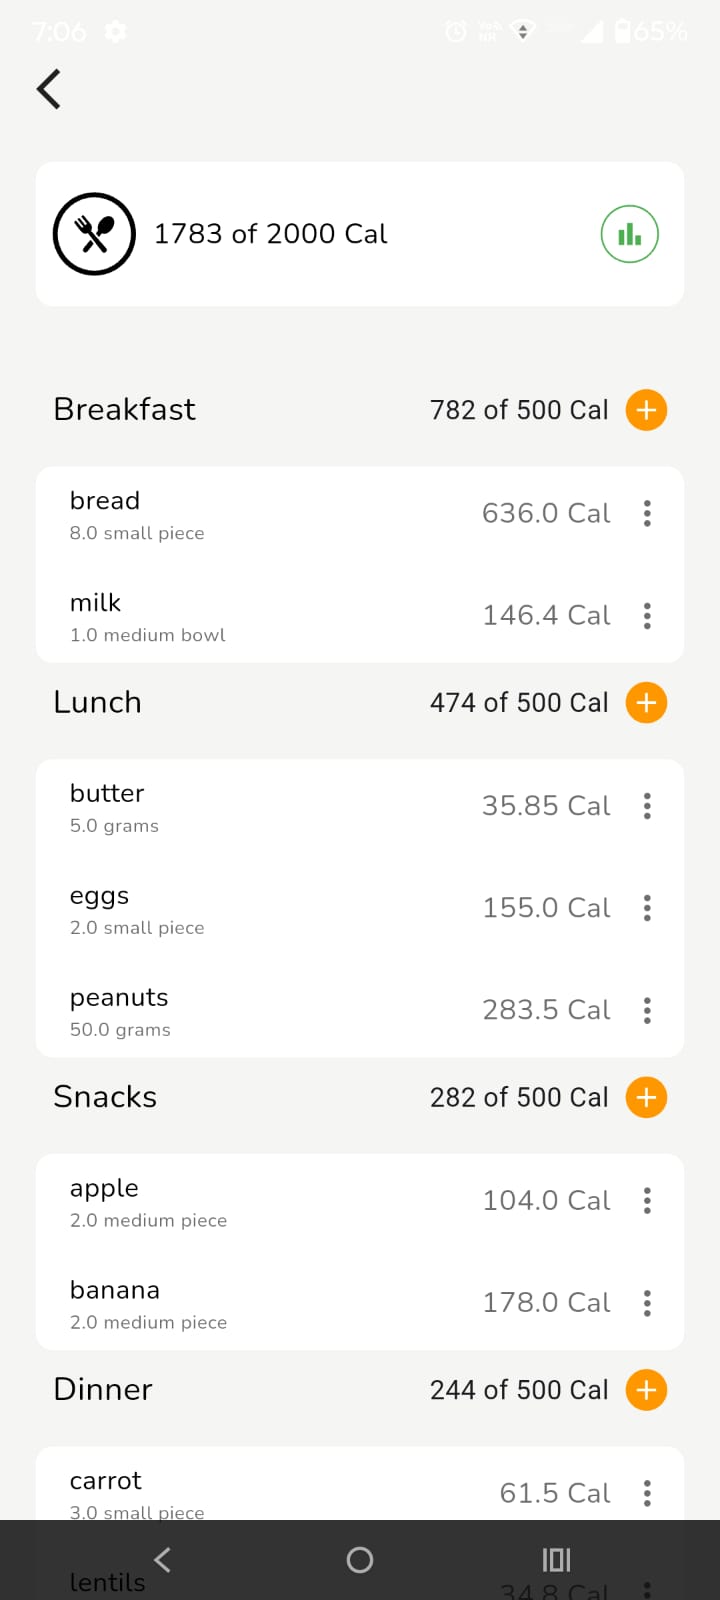 7:06
65%
1783 of 2000 Cal
Breakfast 782 of 500 Cal
bread
8.0 small piece
636.0 Cal
milk
1.0 medium bowl
146.4 Cal
Lunch 474 of 500 Cal
butter
5.0 grams
35.85 Cal
eggs
2.0 small piece
155.0 Cal
peanuts
50.0 grams
283.5 Cal
Snacks 282 of 500 Cal
apple
2.0 medium piece
104.0 Cal
banana
2.0 medium piece
178.0 Cal
Dinner 244 of 500 Cal
carrot
3.0 small piece
61.5 Cal
lentils
34.8 Cal